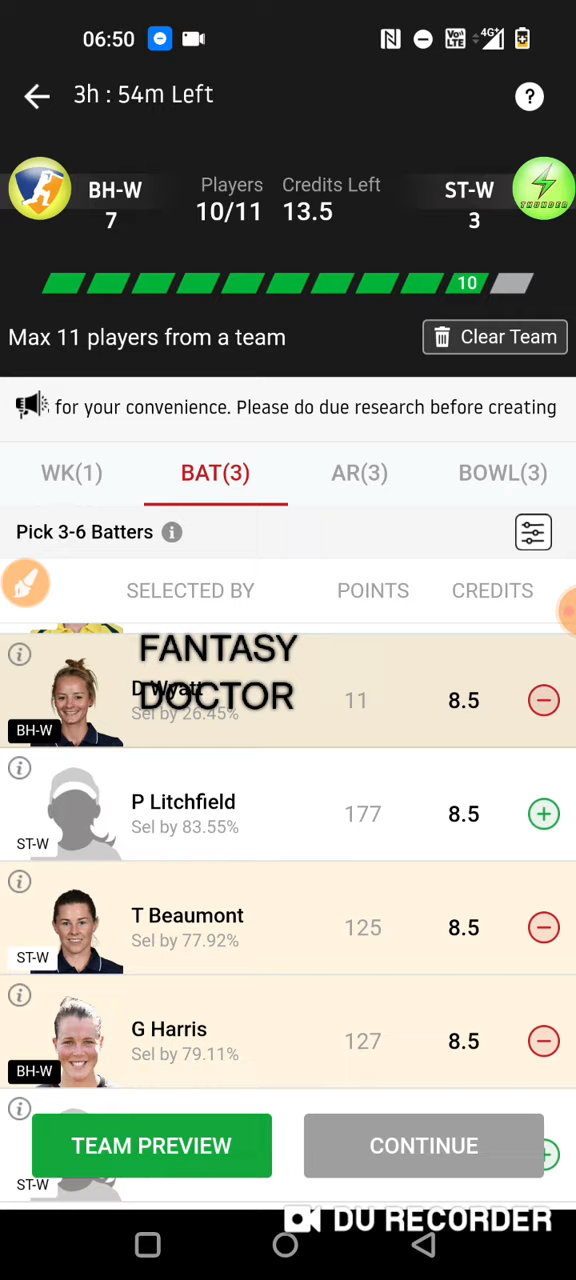 06:50
Vo))
LTE
4G+
3h : 54m Left
?
BH-W
7
Players
10/11
Credits Left
13.5
ST-W
3
THUNDER
10
Max 11 players from a team
Clear Team
for your convenience. Please do due research before creating
WK(1)
BAT(3)
AR(3)
BOWL(3)
Pick 3-6 Batters
SELECTED BY
POINTS
CREDITS
FANTASY
DOCTOR
D Wyatt
Sel by 26.45%
11
8.5
BH-W
P Litchfield
Sel by 83.55%
177
8.5
ST-W
T Beaumont
Sel by 77.92%
125
8.5
ST-W
G Harris
Sel by 79.11%
127
8.5
BH-W
TEAM PREVIEW
CONTINUE
ST-W
DU RECORDER